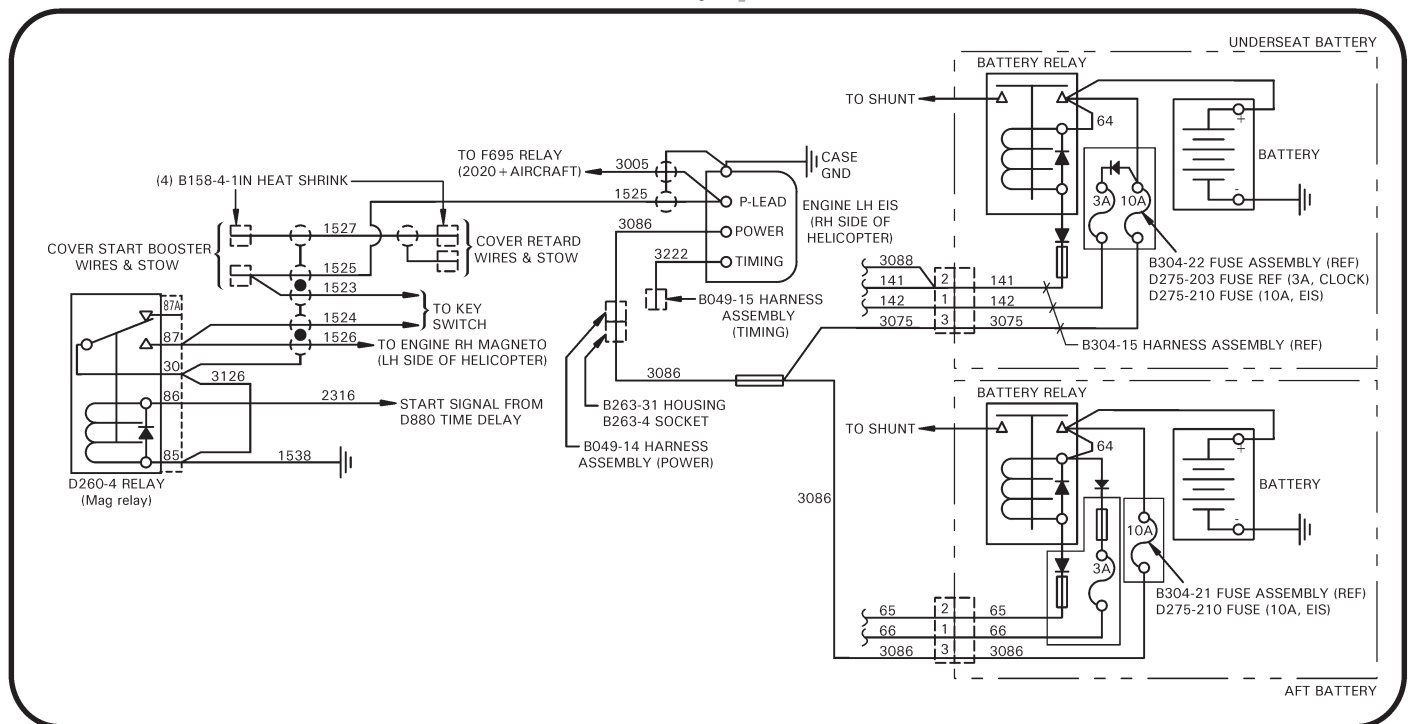 UNDERSEAT BATTERY
BATTERY RELAY
TO SHUNT
64
+
BATTERY
-
3A
10A
B304-22 FUSE ASSEMBLY (REF)
D275-203 FUSE REF (3A, CLOCK)
D275-210 FUSE (10A, EIS)
3088
141
142
3075
2
1
3
141
142
3075
B304-15 HARNESS ASSEMBLY (REF)
TO F695 RELAY
(2020+AIRCRAFT)
3005
1525
3086
3222
CASE
GND
P-LEAD
POWER
TIMING
ENGINE LH EIS
(RH SIDE OF
HELICOPTER)
(4) B158-4-1IN HEAT SHRINK
1527
COVER START BOOSTER
WIRES & STOW
COVER RETARD
WIRES & STOW
1525
1523
1524
1526
TO KEY
SWITCH
TO ENGINE RH MAGNETO
(LH SIDE OF HELICOPTER)
87A
87
30
86
85
3126
2316
START SIGNAL FROM
D880 TIME DELAY
1538
D260-4 RELAY
(Mag relay)
B049-15 HARNESS
ASSEMBLY
(TIMING)
3086
B263-31 HOUSING
B263-4 SOCKET
B049-14 HARNESS
ASSEMBLY (POWER)
3086
BATTERY RELAY
TO SHUNT
64
+
BATTERY
-
10A
3A
B304-21 FUSE ASSEMBLY (REF)
D275-210 FUSE (10A, EIS)
65
66
3086
2
1
3
65
66
3086
AFT BATTERY